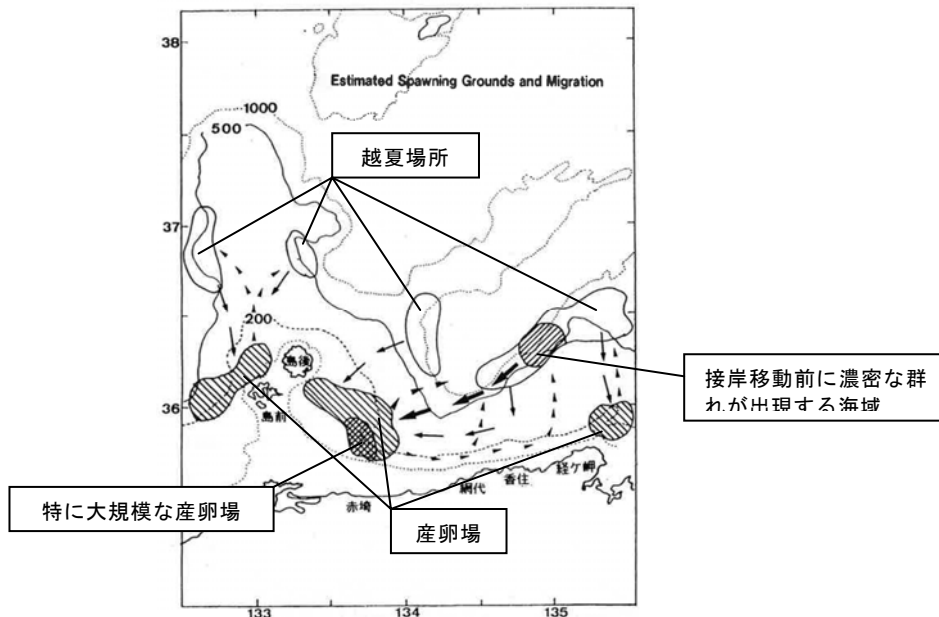 38
Estimated Spawning Grounds and Migration
1000
500
越夏場所
37
200
島後
接岸移動前に濃密な群
れが出現する海域
36
島前
経ケ岬
香住
網代
特に大規模な産卵場
赤埼
産卵場
133
134
135